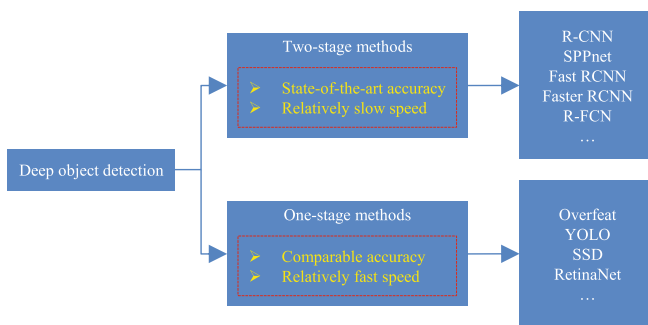 Deep object detection
Two-stage methods
➢ State-of-the-art accuracy
➢ Relatively slow speed
R-CNN
SPPnet
Fast RCNN
Faster RCNN
R-FCN
…
One-stage methods
➢ Comparable accuracy
➢ Relatively fast speed
Overfeat
YOLO
SSD
RetinaNet
…